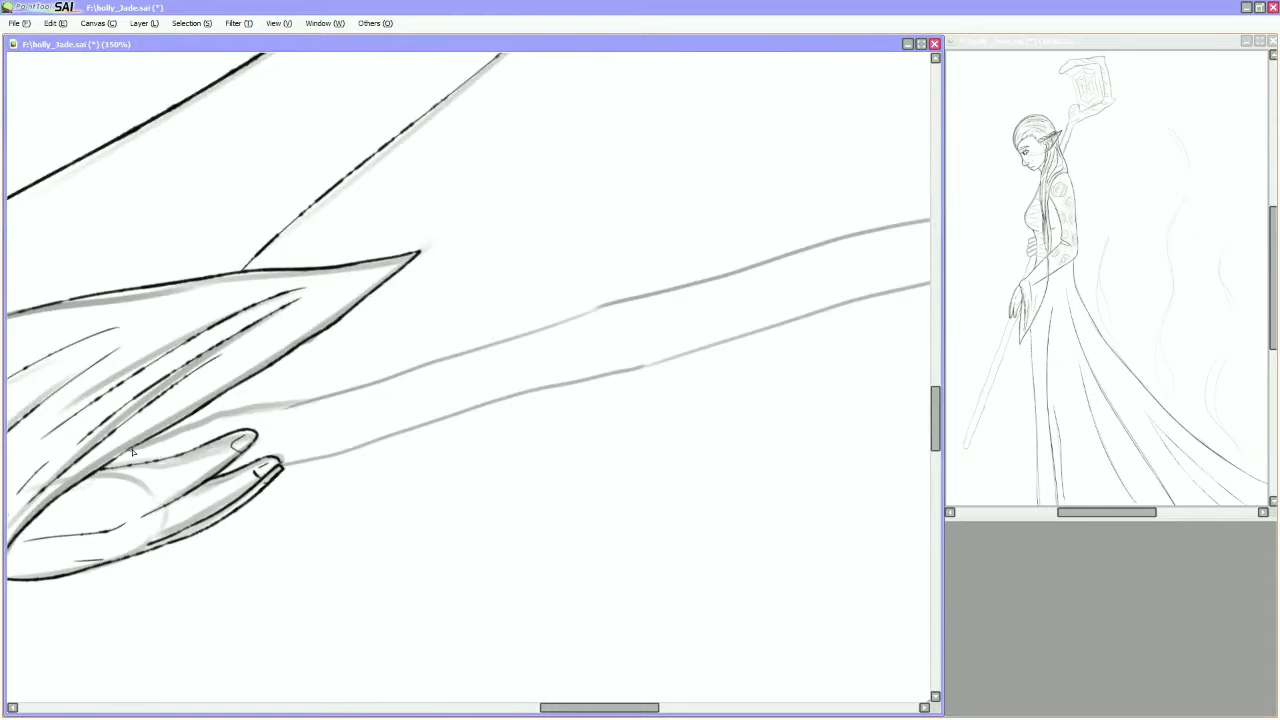 PaintTool SAI F:\holly_Jade.sai (*)
File (F) Edit (E) Canvas (C) Layer (L) Selection (S) Filter (T) View (V) Window (W) Others (O)
F:\holly_Jade.sai (*) (150%)